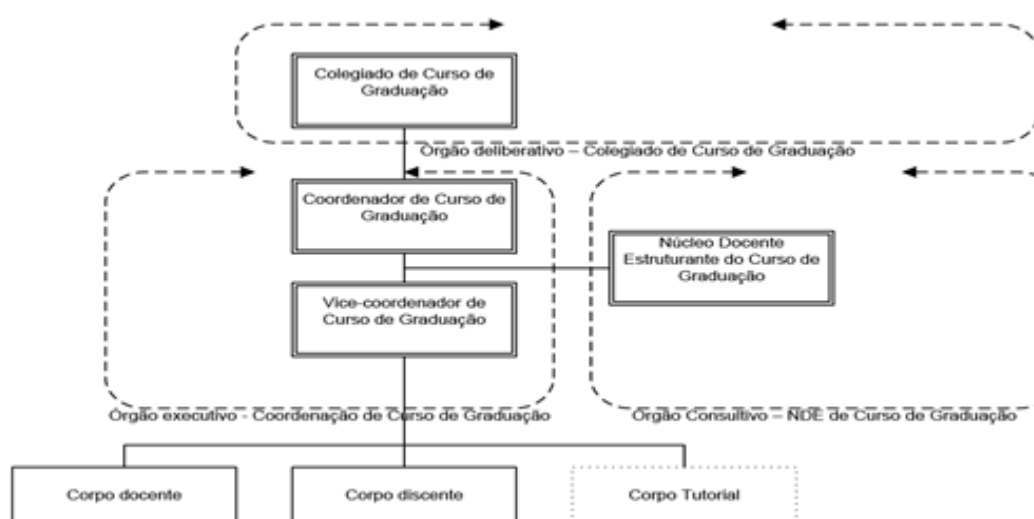 Colegiado de Curso de
Graduação
Órgão deliberativo – Colegiado de Curso de Graduação
Coordenador de Curso de
Graduação
Núcleo Docente
Estruturante do Curso de
Graduação
Vice-coordenador de
Curso de Graduação
Órgão executivo - Coordenação de Curso de Graduação
Órgão Consultivo – NDE de Curso de Graduação
Corpo docente
Corpo discente
Corpo Tutorial